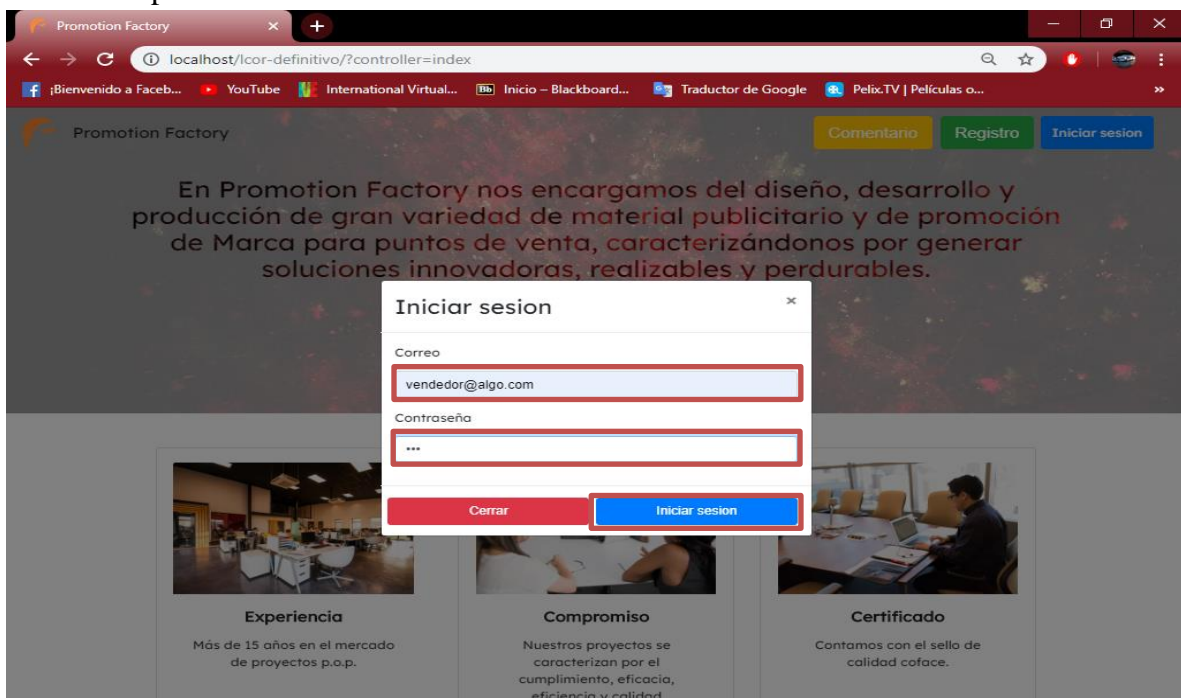 Promotion Factory
localhost/lcor-definitivo/?controller=index
¡Bienvenido a Faceb... YouTube International Virtual... Bb Inicio – Blackboard... Traductor de Google Pelix.TV | Películas o... »
Promotion Factory Comentario Registro Iniciar sesion
En Promotion Factory nos encargamos del diseño, desarrollo y
producción de gran variedad de material publicitario y de promoción
de Marca para puntos de venta, caracterizándonos por generar
soluciones innovadoras, realizables y perdurables.
Iniciar sesion ×
Correo
vendedor@algo.com
Contraseña
•••
Cerrar Iniciar sesion
Experiencia
Más de 15 años en el mercado
de proyectos p.o.p.
Compromiso
Nuestros proyectos se
caracterizan por el
cumplimiento, eficacia,
eficiencia y calidad
Certificado
Contamos con el sello de
calidad coface.